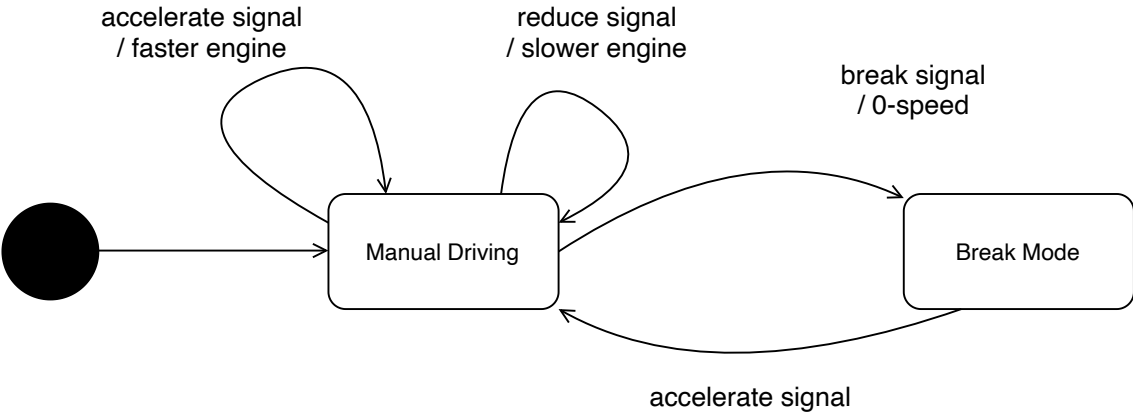 accelerate signal
/ faster engine
reduce signal
/ slower engine
break signal
/ 0-speed
Manual Driving
Break Mode
accelerate signal